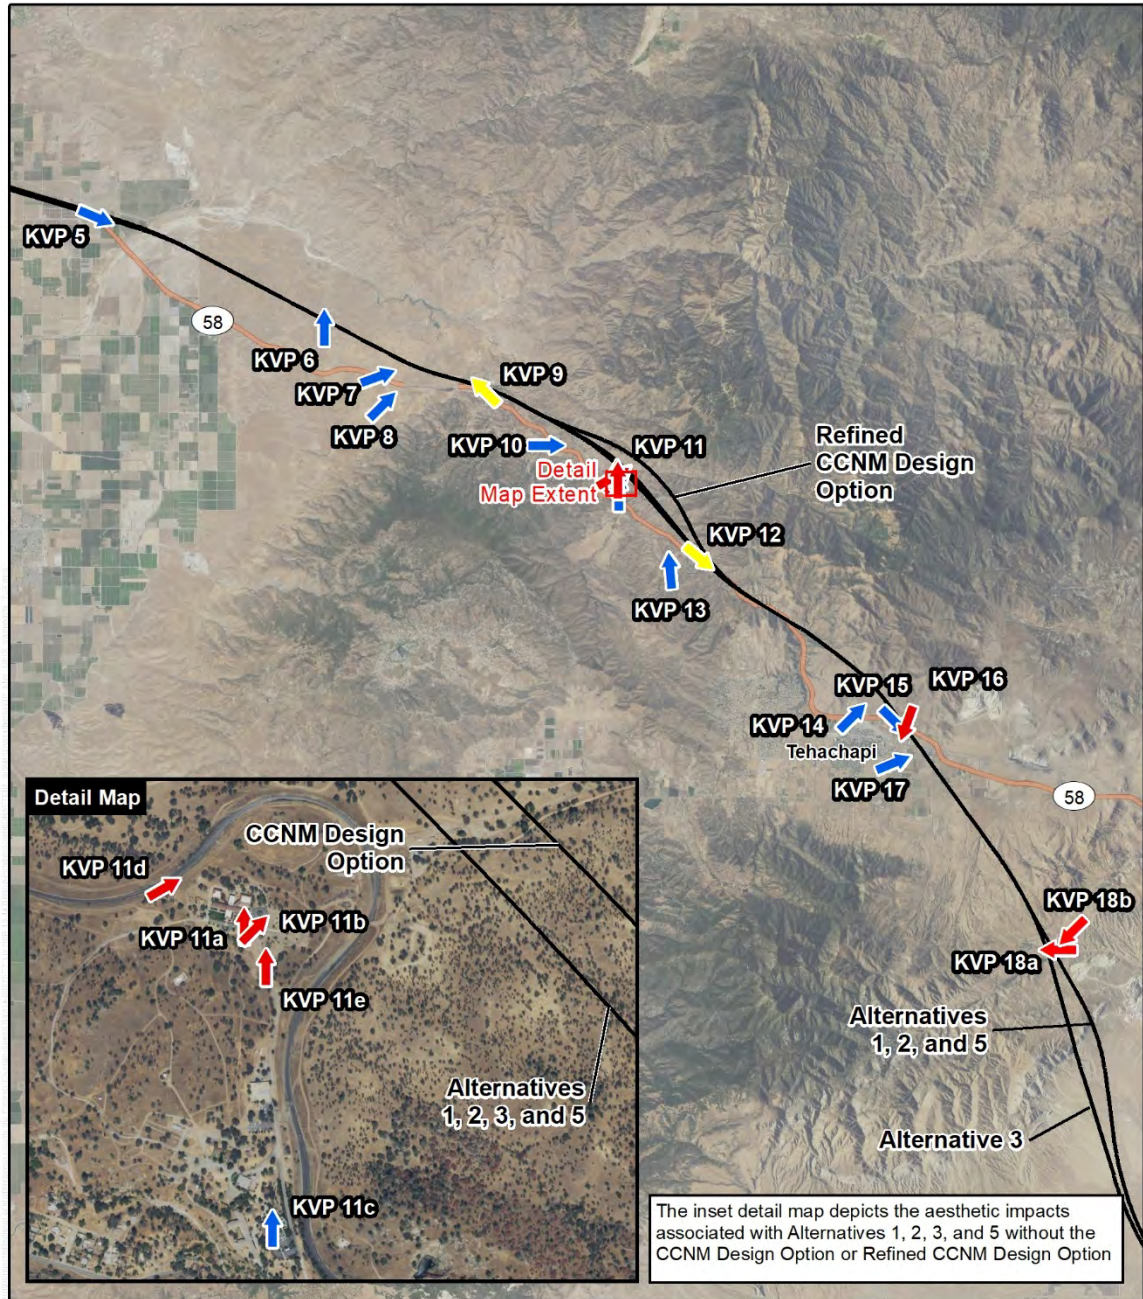 KVP 5
58
KVP 6
KVP 7
KVP 8
KVP 9
KVP 10
KVP 11
Detail
Map Extent
Refined
CCNM Design
Option
KVP 12
KVP 13
KVP 15
KVP 16
KVP 14
Tehachapi
KVP 17
58
KVP 18b
KVP 18a
Alternatives
1, 2, and 5
Alternative 3
Detail Map
CCNM Design
Option
KVP 11d
KVP 11b
KVP 11a
KVP 11e
Alternatives
1, 2, 3, and 5
KVP 11c
The inset detail map depicts the aesthetic impacts
associated with Alternatives 1, 2, 3, and 5 without the
CCNM Design Option or Refined CCNM Design Option